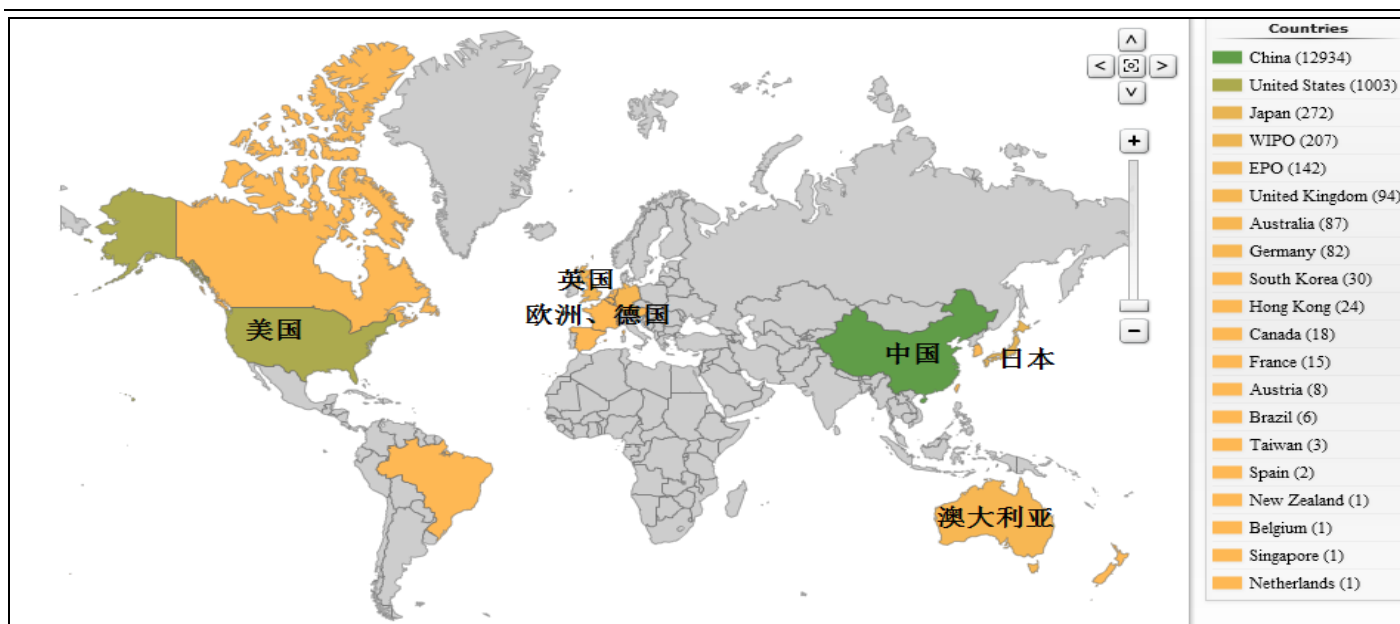 Countries
China (12934)
United States (1003)
Japan (272)
WIPO (207)
EPO (142)
United Kingdom (94)
Australia (87)
Germany (82)
South Korea (30)
Hong Kong (24)
Canada (18)
France (15)
Austria (8)
Brazil (6)
Taiwan (3)
Spain (2)
New Zealand (1)
Belgium (1)
Singapore (1)
Netherlands (1)
英国
欧洲、德国
美国
中国
日本
澳大利亚